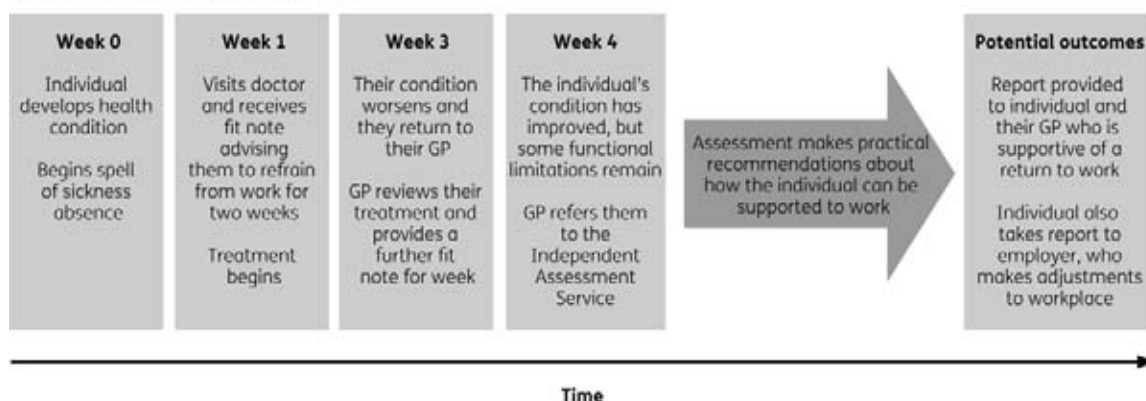 Week 0
Individual
develops health
condition
Begins spell
of sickness
absence
Week 1
Visits doctor
and receives
fit note
advising
them to refrain
from work for
two weeks
Treatment
begins
Week 3
Their condition
worsens and
they return to
their GP
GP reviews their
treatment and
provides a
further fit
note for week
Week 4
The individual's
condition has
improved, but
some functional
limitations remain
GP refers them
to the
Independent
Assessment
Service
Assessment makes practical
recommendations about
how the individual can be
supported to work
Potential outcomes
Report provided
to individual and
their GP who is
supportive of a
return to work
Individual also
takes report to
employer, who
makes adjustments
to workplace
Time